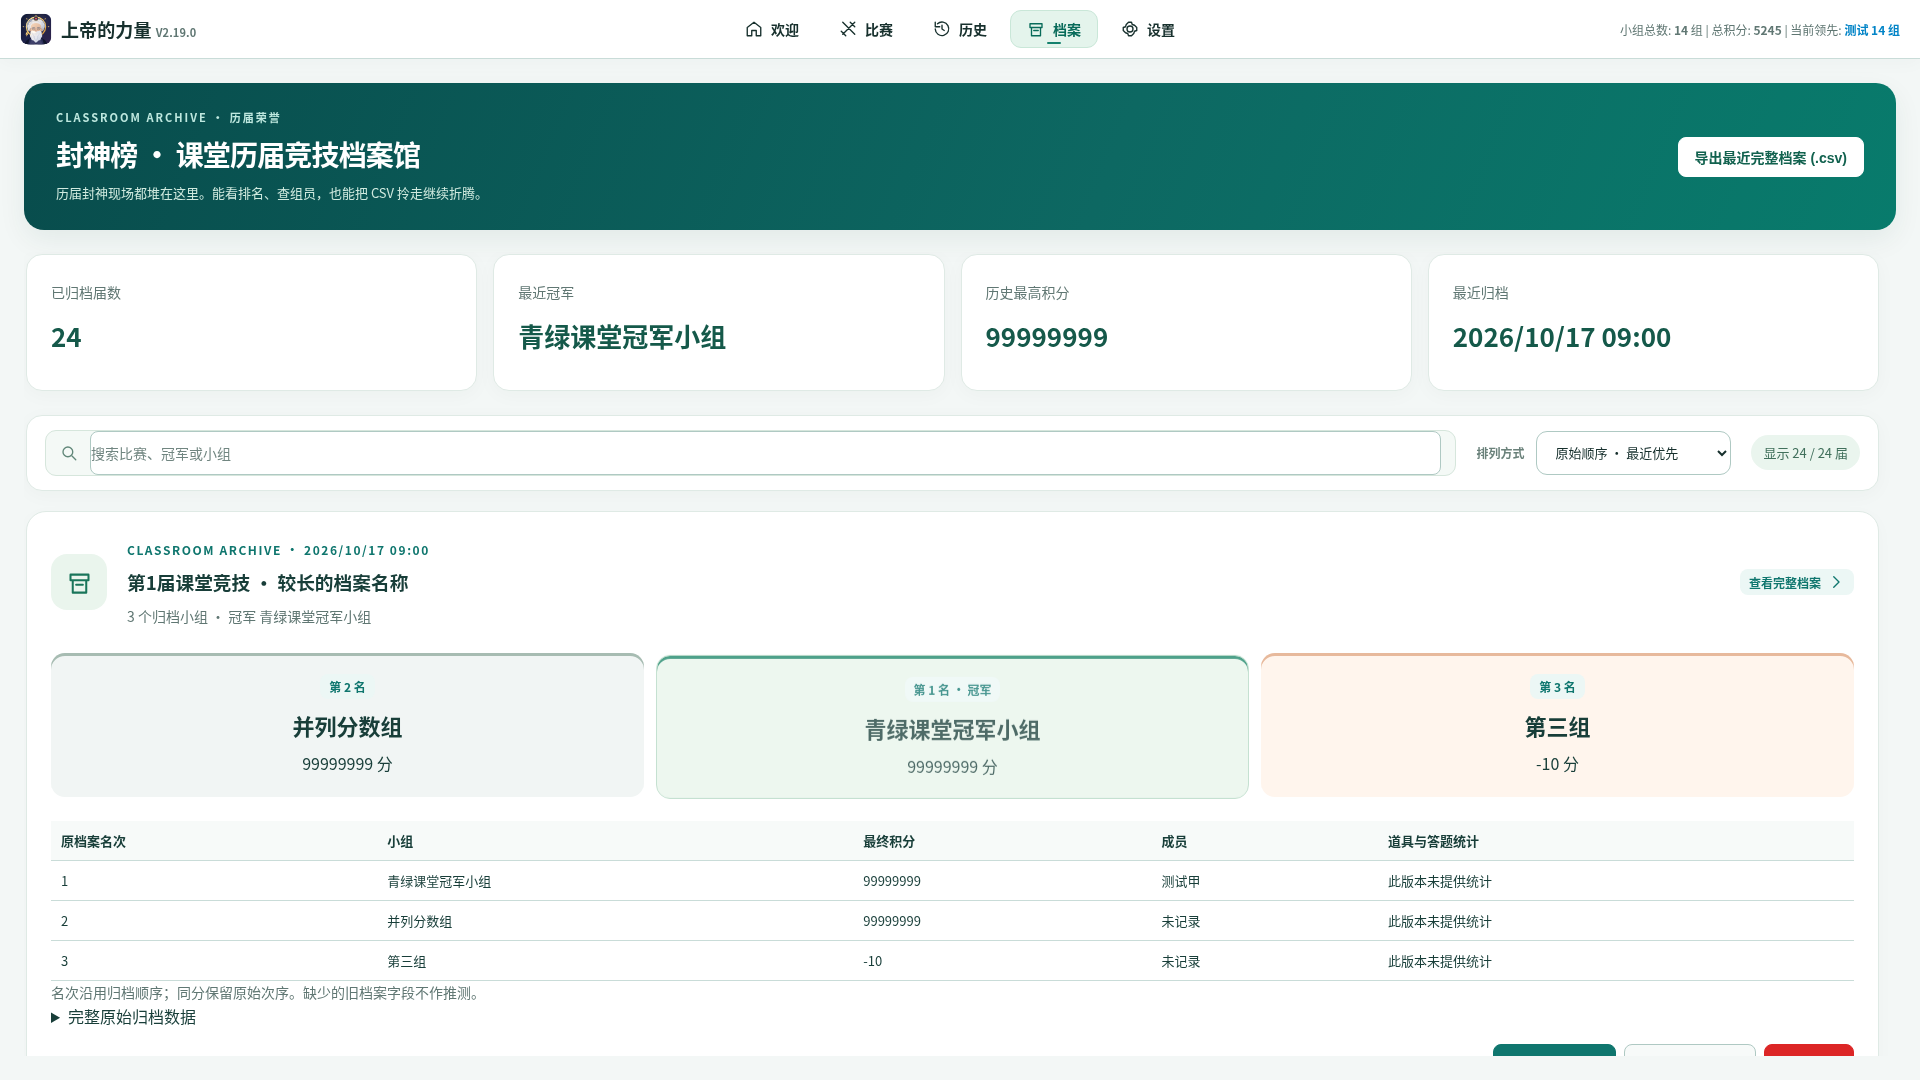 上帝的力量 V2.19.0
欢迎
比赛
历史
档案
设置
小组总数: 14 组 | 总积分: 5245 | 当前领先: 测试 14 组
CLASSROOM ARCHIVE · 历届荣誉
封神榜 · 课堂历届竞技档案馆
历届封神现场都堆在这里。能看排名、查组员，也能把 CSV 拎走继续折腾。
导出最近完整档案 (.csv)
已归档届数
24
最近冠军
青绿课堂冠军小组
历史最高积分
99999999
最近归档
2026/10/17 09:00
搜索比赛、冠军或小组
排列方式
原始顺序 · 最近优先
显示 24 / 24 届
CLASSROOM ARCHIVE · 2026/10/17 09:00
第1届课堂竞技 · 较长的档案名称
3 个归档小组 · 冠军 青绿课堂冠军小组
查看完整档案
第 2 名
并列分数组
99999999 分
第 1 名 · 冠军
青绿课堂冠军小组
99999999 分
第 3 名
第三组
-10 分
原档案名次 小组 最终积分 成员 道具与答题统计
1 青绿课堂冠军小组 99999999 测试甲 此版本未提供统计
2 并列分数组 99999999 未记录 此版本未提供统计
3 第三组 -10 未记录 此版本未提供统计
名次沿用归档顺序；同分保留原始次序。缺少的旧档案字段不作推测。
完整原始归档数据